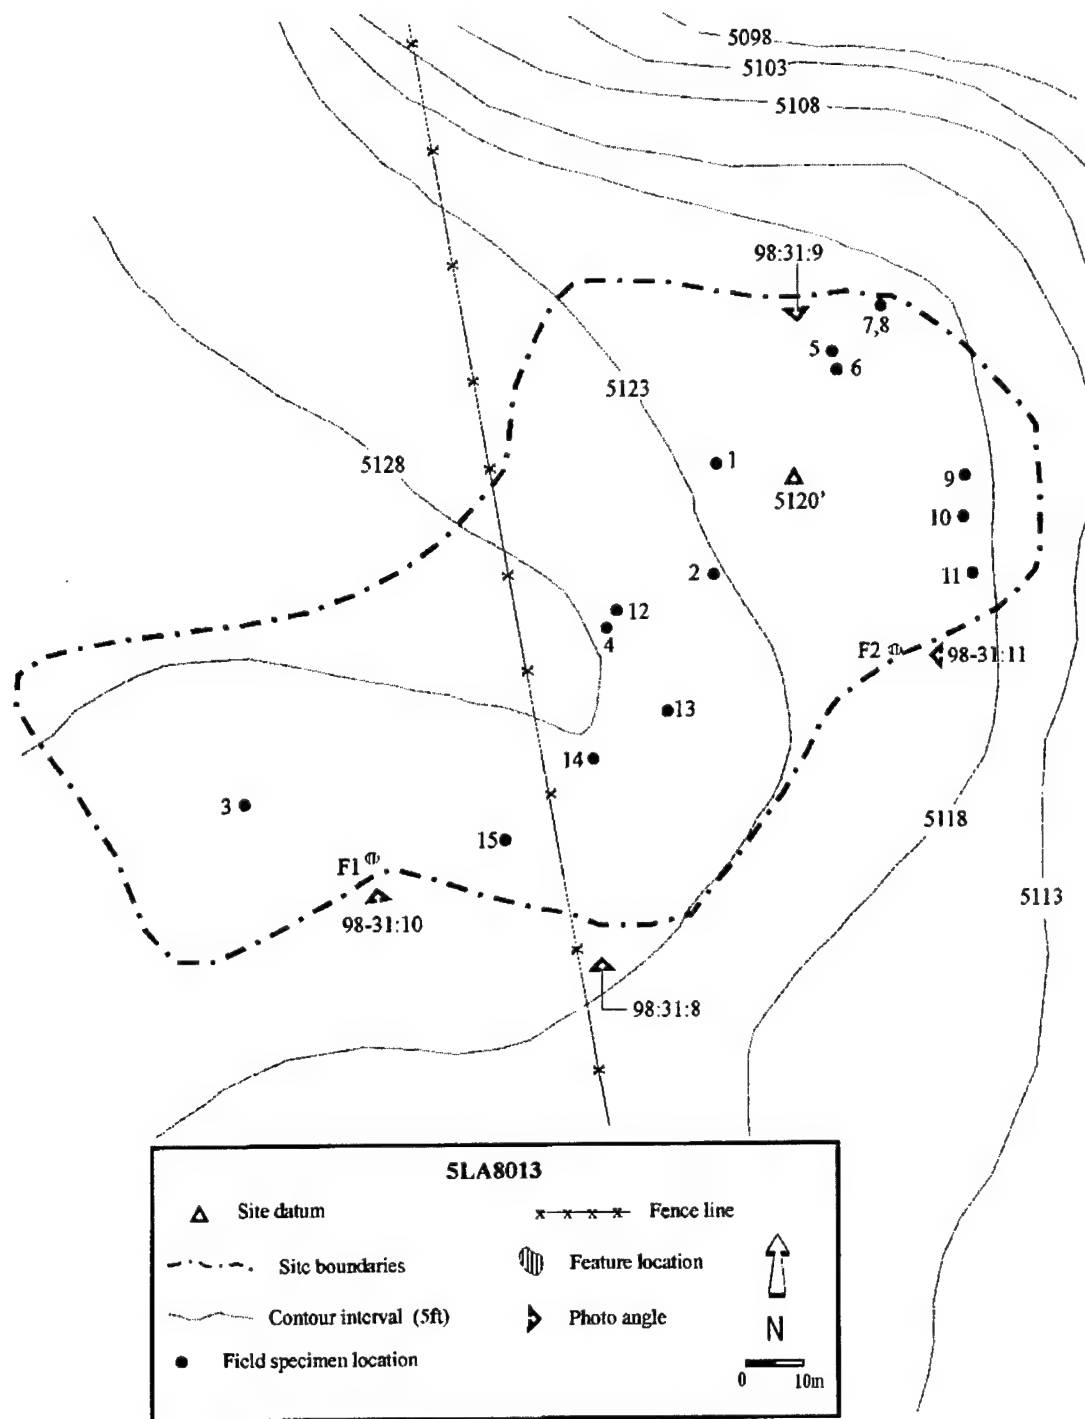 5098
5103
5108
98:31:9
7,8
5
6
5123
5128
1
5120'
9
10
2
11
12
4
F2
98-31:11
13
14
3
5118
15
F1
5113
98-31:10
98:31:8
5LA8013
Site datum
Fence line
Site boundaries
Feature location
Contour interval (5ft)
Photo angle
N
Field specimen location
0 10m